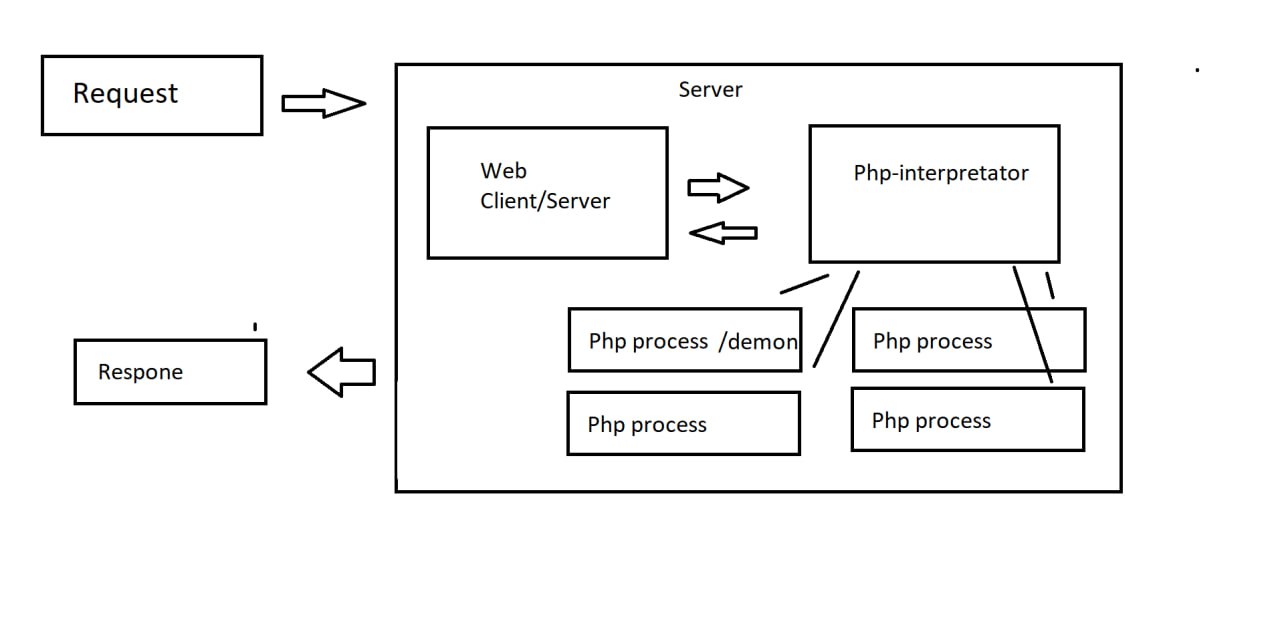 Request
Server
Web
Client/Server
Php-interpretator
Php process /demon
Php process
Respone
Php process
Php process